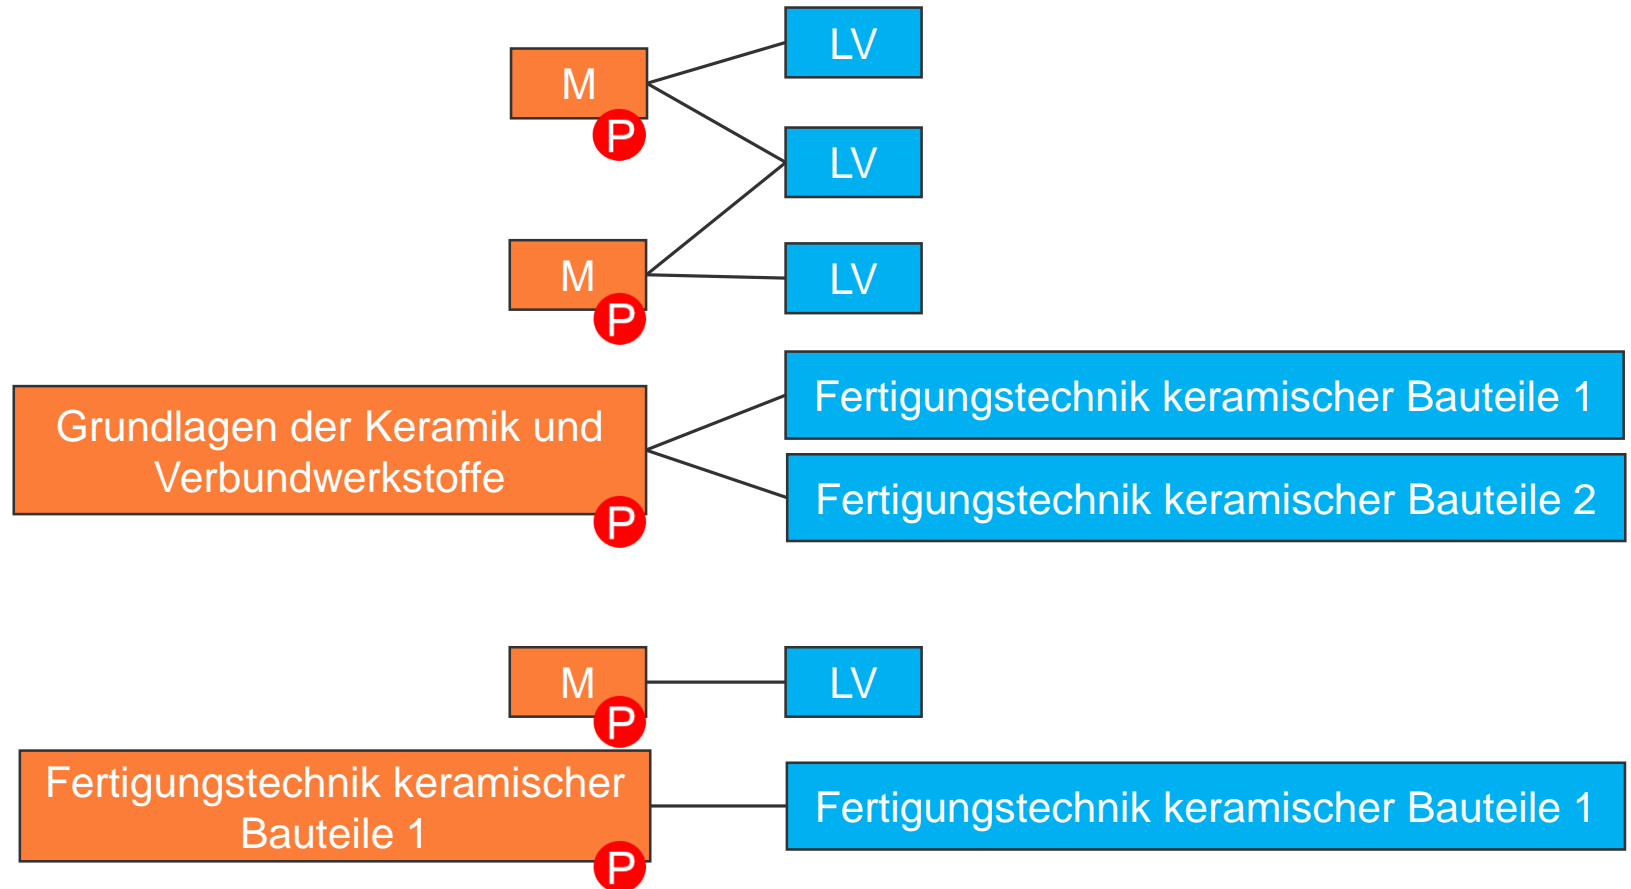 LV
M
P
LV
M
P
LV
Fertigungstechnik keramischer Bauteile 1
Grundlagen der Keramik und
Verbundwerkstoffe
P
Fertigungstechnik keramischer Bauteile 2
M
P
LV
Fertigungstechnik keramischer
Bauteile 1
P
Fertigungstechnik keramischer Bauteile 1